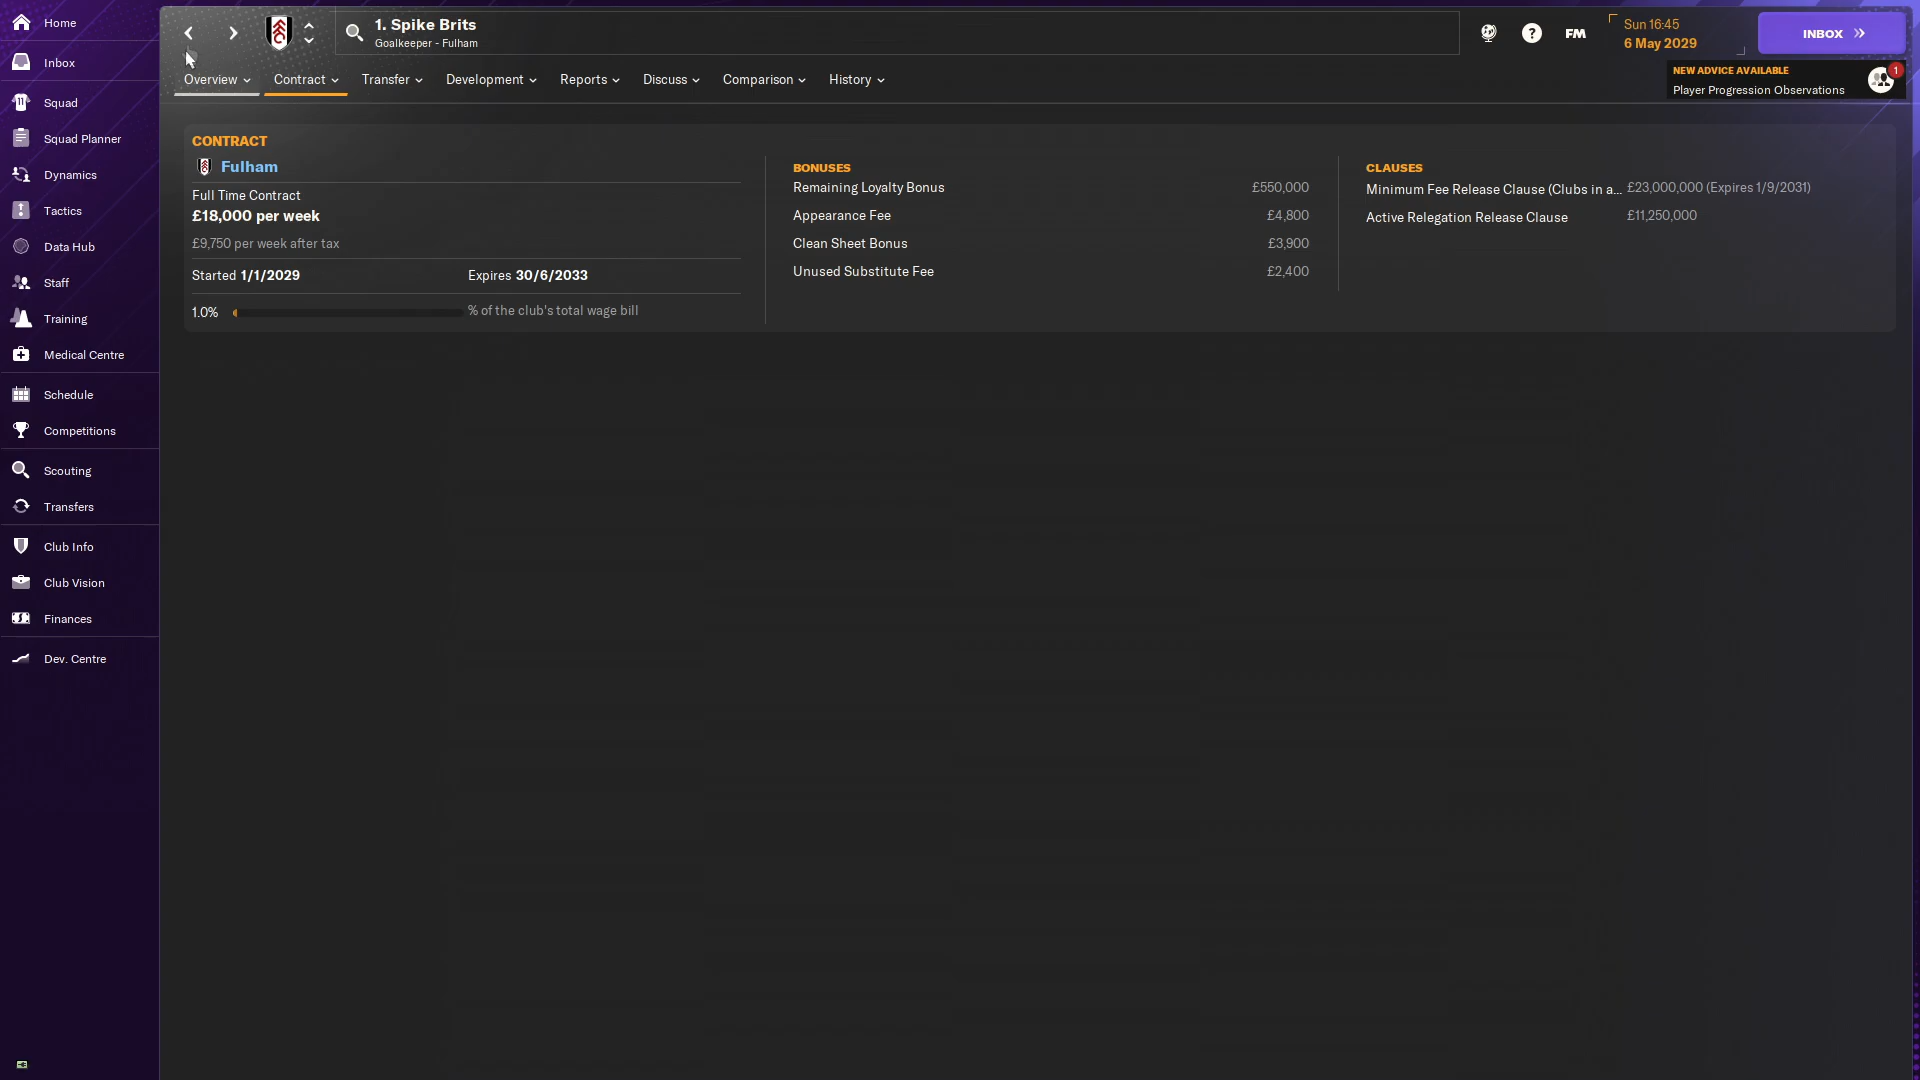 Home
Inbox
Squad
Squad Planner
Dynamics
Tactics
Data Hub
Staff
Training
Medical Centre
Schedule
Competitions
Scouting
Transfers
Club Info
Club Vision
Finances
Dev. Centre
1. Spike Brits
Goalkeeper - Fulham
?
FM
Sun 16:45
6 May 2029
INBOX
Overview
Contract
Transfer
Development
Reports
Discuss
Comparison
History
NEW ADVICE AVAILABLE
Player Progression Observations
1
CONTRACT
Fulham
Full Time Contract
£18,000 per week
£9,750 per week after tax
Started 1/1/2029 Expires 30/6/2033
1.0% % of the club's total wage bill
BONUSES
Remaining Loyalty Bonus £550,000
Appearance Fee £4,800
Clean Sheet Bonus £3,900
Unused Substitute Fee £2,400
CLAUSES
Minimum Fee Release Clause (Clubs in a... £23,000,000 (Expires 1/9/2031)
Active Relegation Release Clause £11,250,000